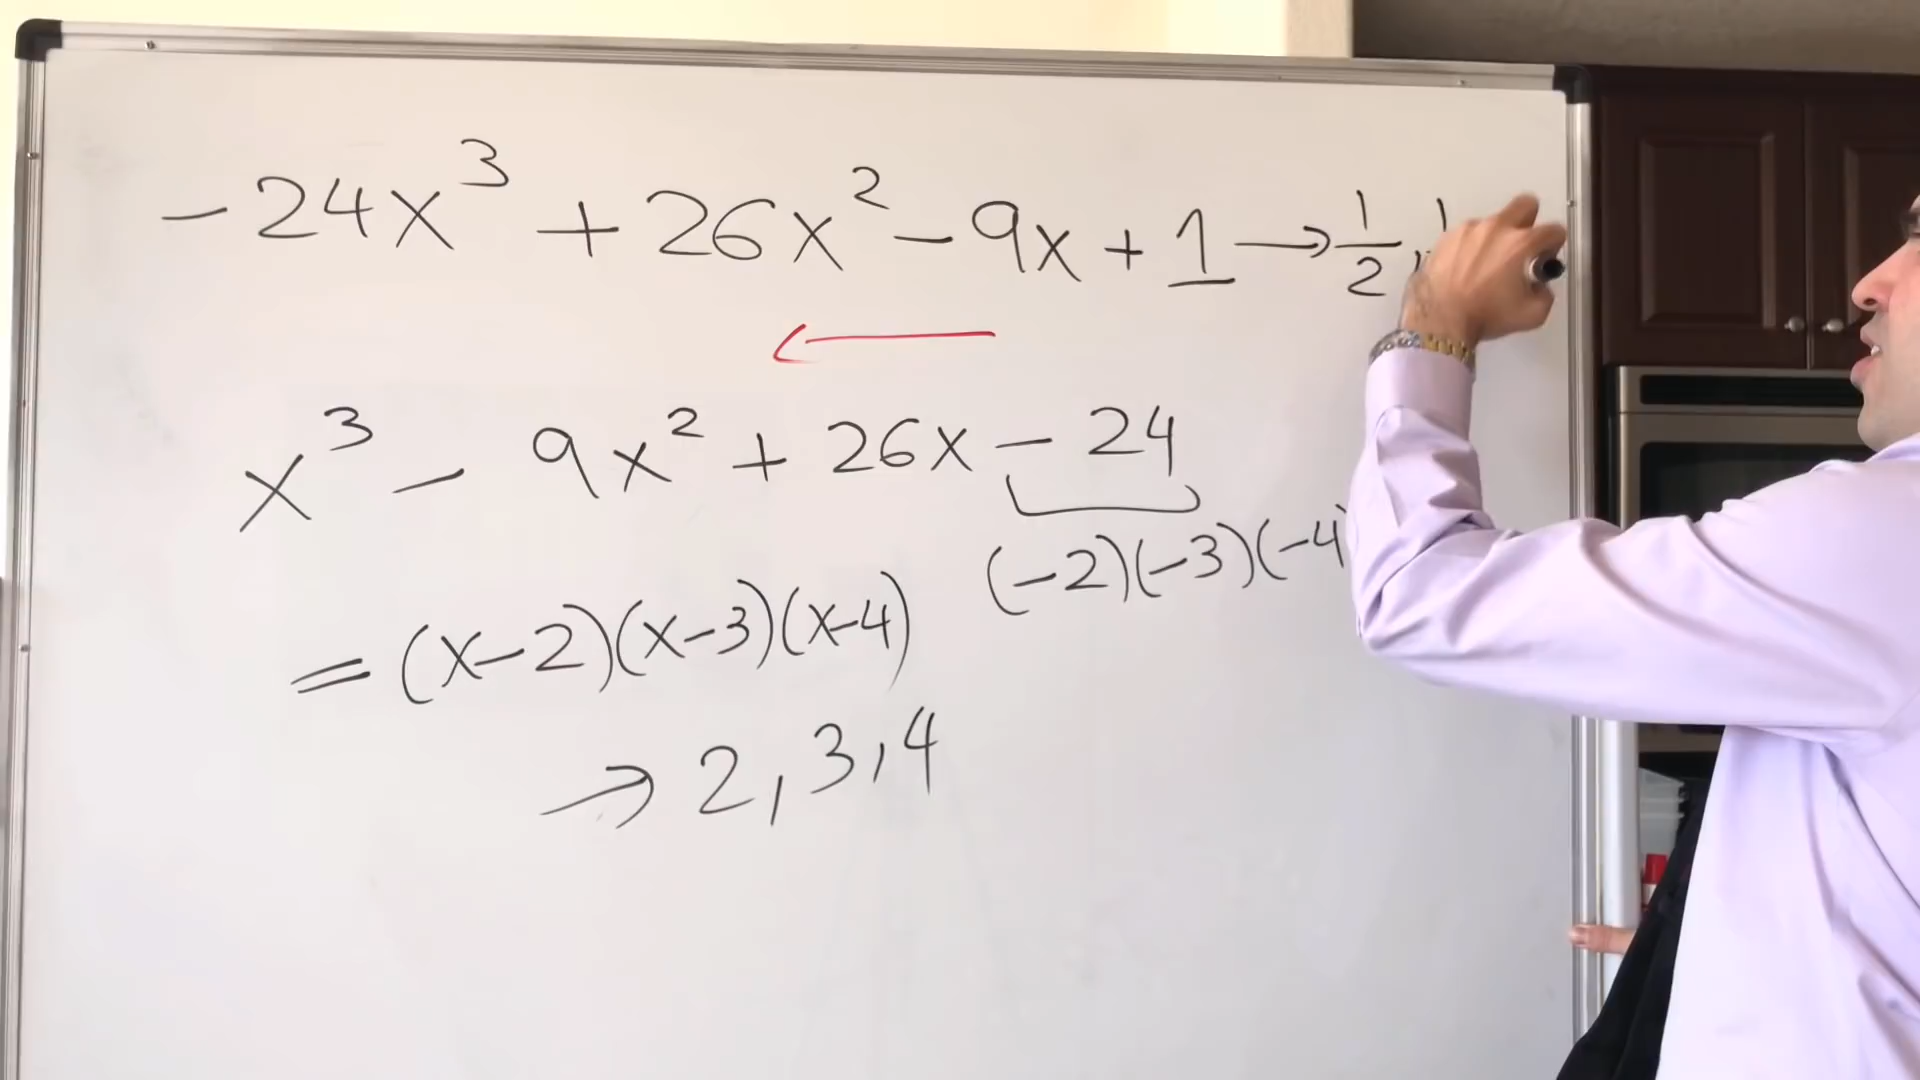 -24x³ + 26x² - 9x + 1 → 1/2, 1
x³ - 9x² + 26x - 24
(-2)(-3)(-4
= (x-2)(x-3)(x-4)
→ 2, 3, 4